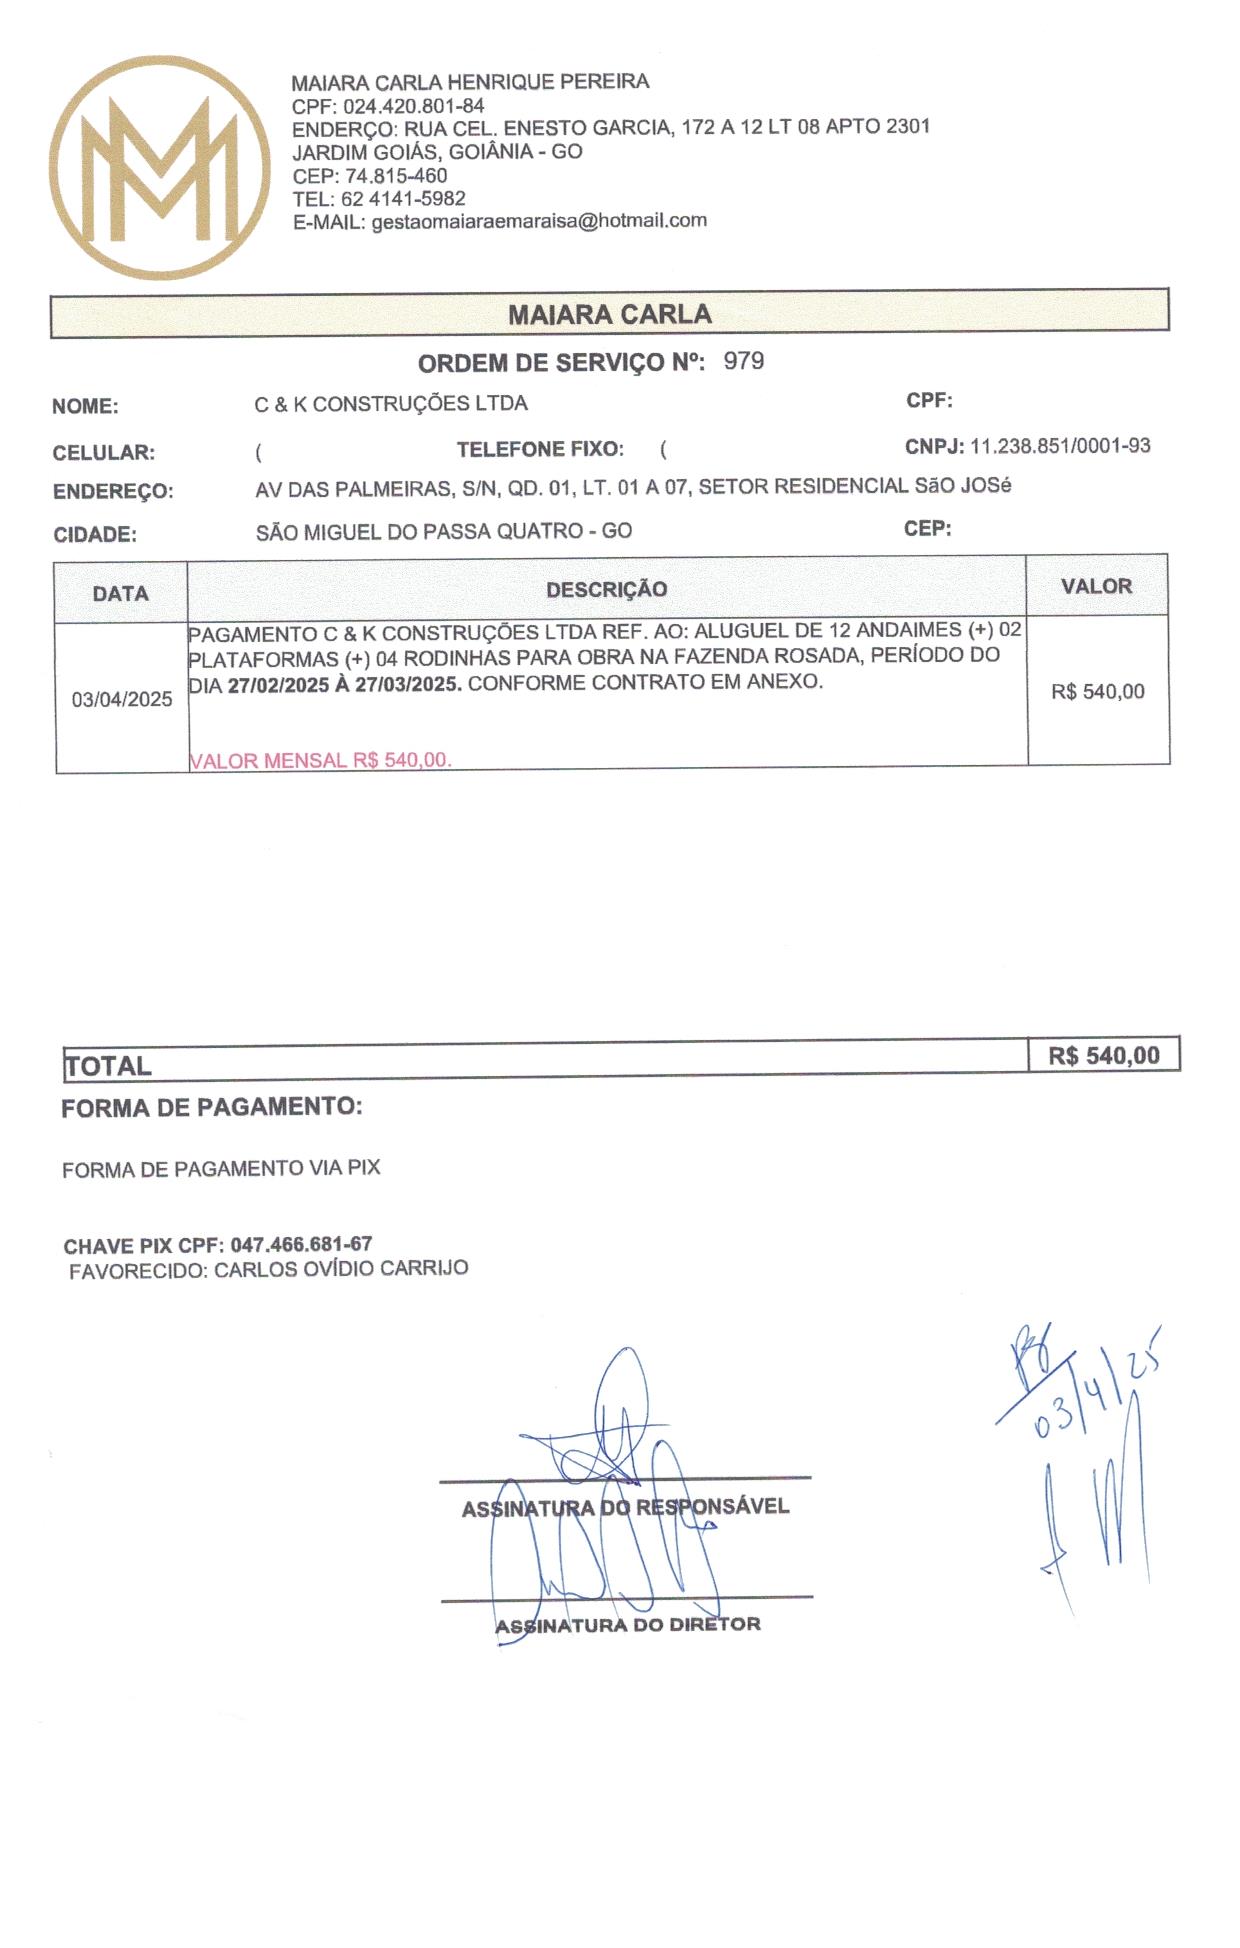 MAIARA CARLA HENRIQUE PEREIRA
CPF: 024.420.801-84
ENDERÇO: RUA CEL. ENESTO GARCIA, 172 A 12 LT 08 APTO 2301
JARDIM GOIÁS, GOIÂNIA - GO
CEP: 74.815-460
TEL: 62 4141-5982
E-MAIL: gestaomaiaraemaraisa@hotmail.com
MAIARA CARLA
ORDEM DE SERVIÇO Nº: 979
NOME: C & K CONSTRUÇÕES LTDA CPF:
CELULAR: ( TELEFONE FIXO: ( CNPJ: 11.238.851/0001-93
ENDEREÇO: AV DAS PALMEIRAS, S/N, QD. 01, LT. 01 A 07, SETOR RESIDENCIAL SãO JOSé
CIDADE: SÃO MIGUEL DO PASSA QUATRO - GO CEP:
DATA DESCRIÇÃO VALOR
PAGAMENTO C & K CONSTRUÇÕES LTDA REF. AO: ALUGUEL DE 12 ANDAIMES (+) 02
PLATAFORMAS (+) 04 RODINHAS PARA OBRA NA FAZENDA ROSADA, PERÍODO DO
DIA 27/02/2025 À 27/03/2025. CONFORME CONTRATO EM ANEXO.
03/04/2025 R$ 540,00
VALOR MENSAL R$ 540,00.
TOTAL R$ 540,00
FORMA DE PAGAMENTO:
FORMA DE PAGAMENTO VIA PIX
CHAVE PIX CPF: 047.466.681-67
FAVORECIDO: CARLOS OVÍDIO CARRIJO
03/4/25
ASSINATURA DO RESPONSÁVEL
ASSINATURA DO DIRETOR